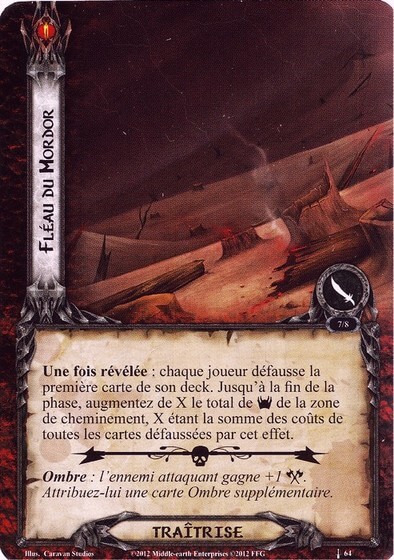 FLÉAU DU MORDOR
7/8
Une fois révélée : chaque joueur défausse la
première carte de son deck. Jusqu'à la fin de la
phase, augmentez de X le total de de la zone
de cheminement, X étant la somme des coûts de
toutes les cartes défaussées par cet effet.
Ombre : l'ennemi attaquant gagne +1 .
Attribuez-lui une carte Ombre supplémentaire.
TRAÎTRISE
Illus. Caravan Studios
©2012 Middle-earth Enterprises ©2012 FFG
64